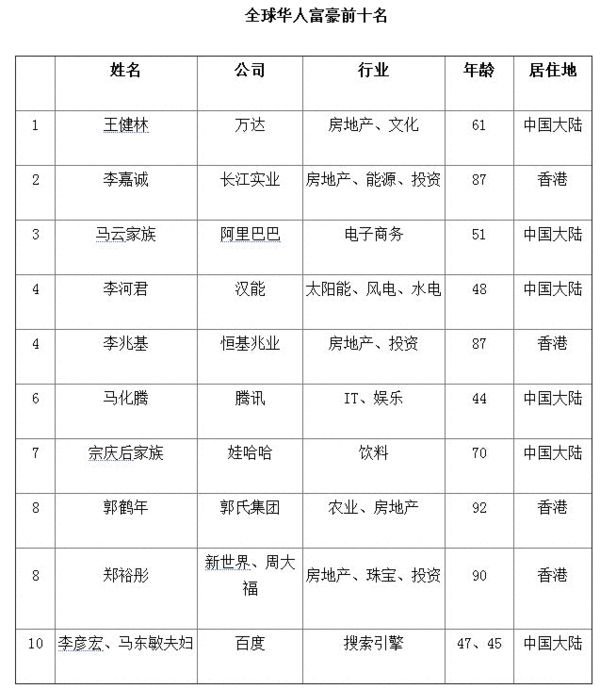 全球华人富豪前十名
姓名 公司 行业 年龄 居住地
1 王健林 万达 房地产、文化 61 中国大陆
2 李嘉诚 长江实业 房地产、能源、投资 87 香港
3 马云家族 阿里巴巴 电子商务 51 中国大陆
4 李河君 汉能 太阳能、风电、水电 48 中国大陆
4 李兆基 恒基兆业 房地产、投资 87 香港
6 马化腾 腾讯 IT、娱乐 44 中国大陆
7 宗庆后家族 娃哈哈 饮料 70 中国大陆
8 郭鹤年 郭氏集团 农业、房地产 92 香港
8 郑裕彤 新世界、周大 房地产、珠宝、投资 90 香港
福
10 李彦宏、马东敏夫妇 百度 搜索引擎 47、45 中国大陆